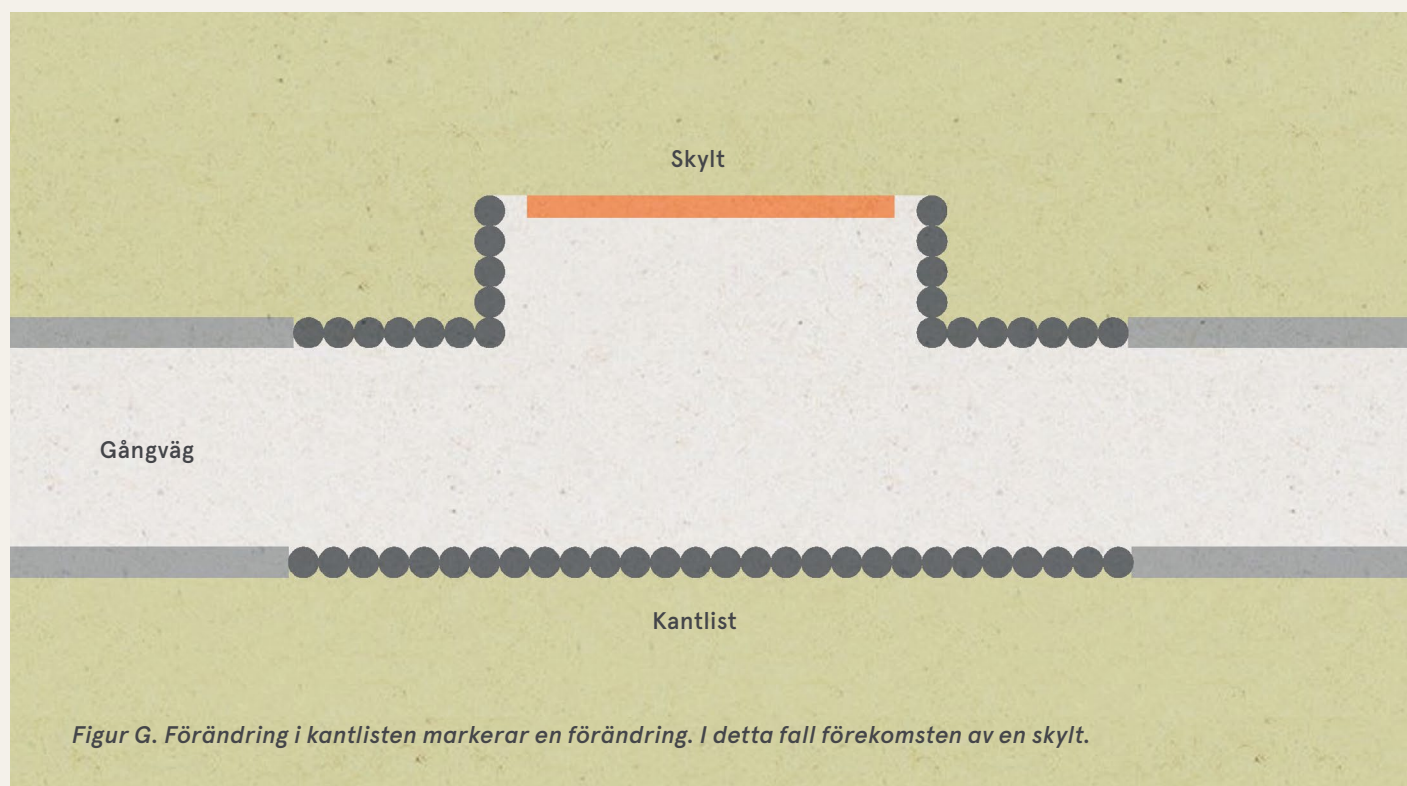 Skylt
Gångväg
Kantlist
Figur G. Förändring i kantlisten markerar en förändring. I detta fall förekomsten av en skylt.